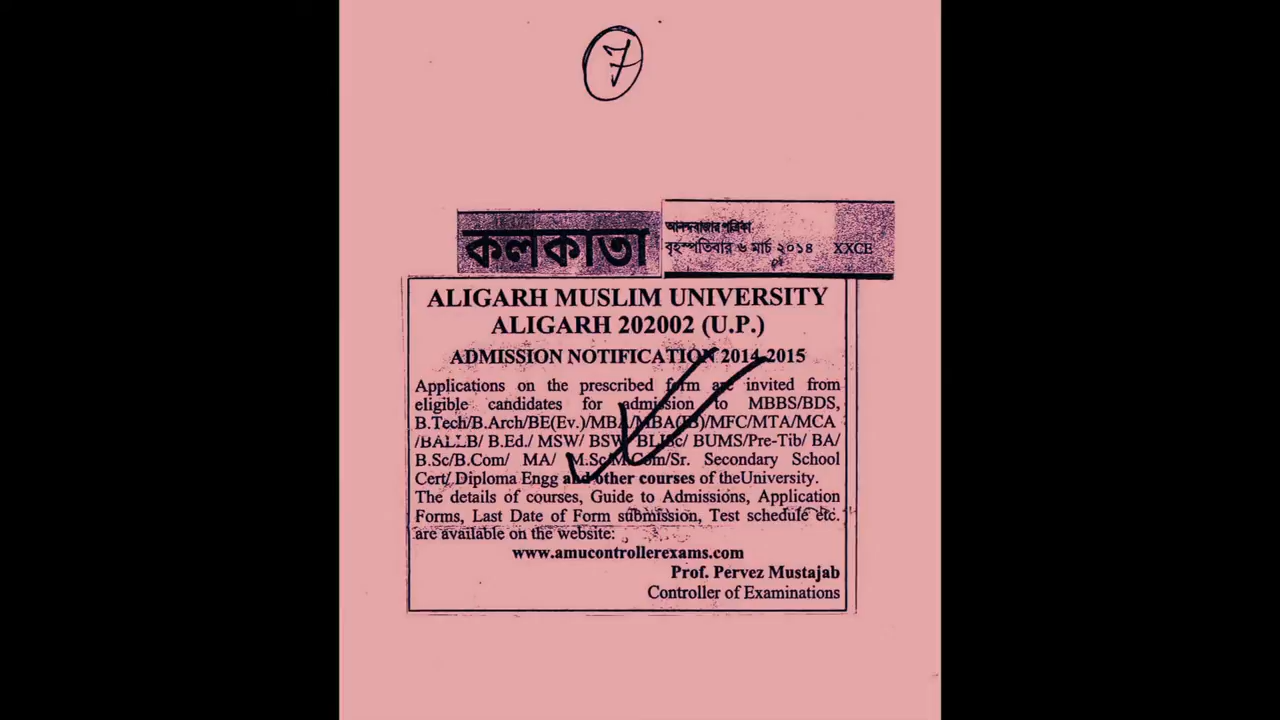 7
কলকাতা
আনন্দবাজার পত্রিকা
বৃহস্পতিবার ৬ মার্চ ২০১৪ XXCE
ALIGARH MUSLIM UNIVERSITY
ALIGARH 202002 (U.P.)
ADMISSION NOTIFICATION 2014-2015
Applications on the prescribed form are invited from
eligible candidates for admission to MBBS/BDS,
B.Tech/B.Arch/BE(Ev.)/MBA/MBA(IB)/MFC/MTA/MCA
/BALLB/ B.Ed./ MSW/ BSW/ BLISc/ BUMS/Pre-Tib/ BA/
B.Sc/B.Com/ MA/ M.Sc/M.Com/Sr. Secondary School
Cert/ Diploma Engg and other courses of theUniversity.
The details of courses, Guide to Admissions, Application
Forms, Last Date of Form submission, Test schedule etc.
are available on the website:
www.amucontrollerexams.com
Prof. Pervez Mustajab
Controller of Examinations